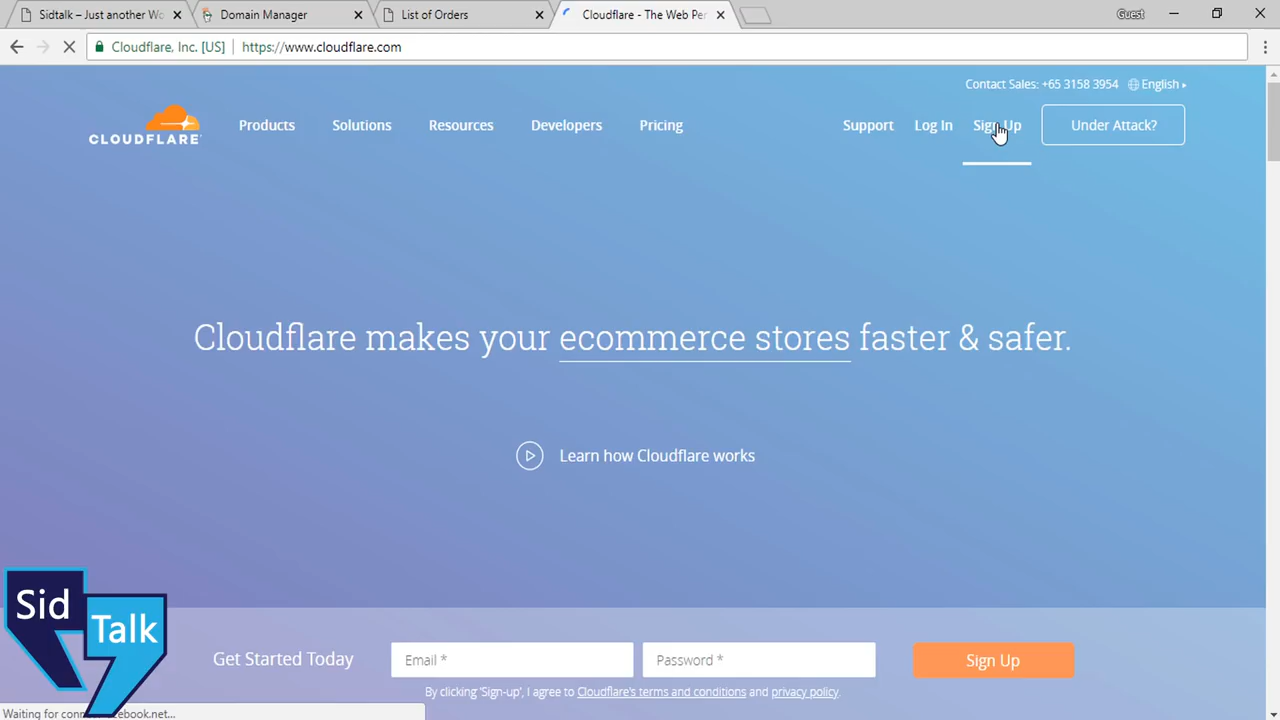 Sidtalk – Just another Wo
Domain Manager
List of Orders
Cloudflare - The Web Per
Guest
Cloudflare, Inc. [US]
https://www.cloudflare.com
Contact Sales: +65 3158 3954
English
CLOUDFLARE
Products
Solutions
Resources
Developers
Pricing
Support
Log In
Sign Up
Under Attack?
Cloudflare makes your ecommerce stores faster & safer.
Learn how Cloudflare works
Get Started Today
Email *
Password *
Sign Up
By clicking 'Sign-up', I agree to Cloudflare's terms and conditions and privacy policy.
Sid
Talk
Waiting for connect.facebook.net...